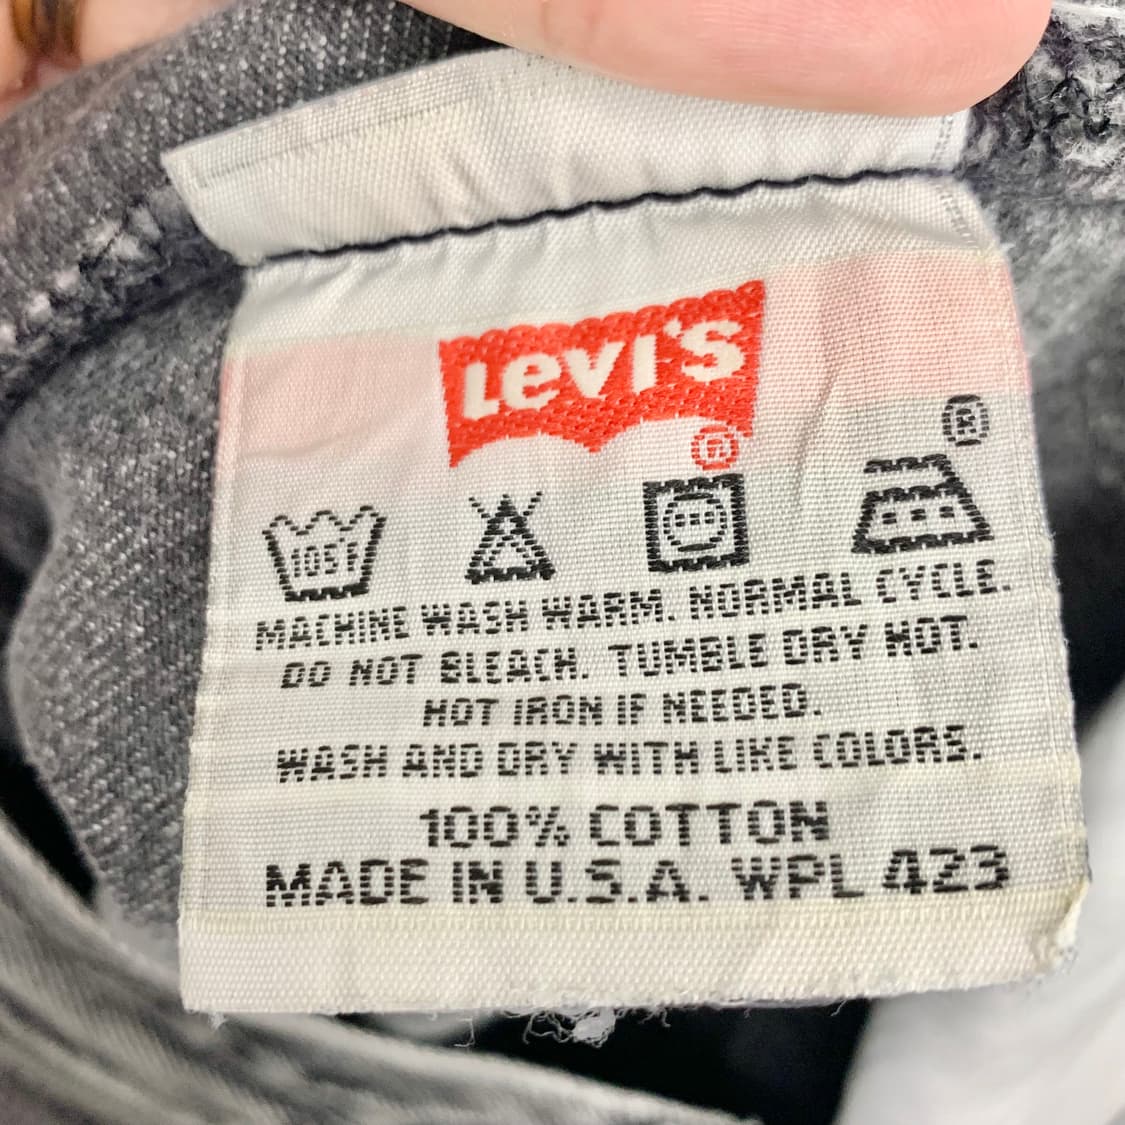 Levi's
®
®
105F
MACHINE WASH WARM. NORMAL CYCLE.
DO NOT BLEACH. TUMBLE DRY HOT.
HOT IRON IF NEEDED.
WASH AND DRY WITH LIKE COLORS.
100% COTTON
MADE IN U.S.A. WPL 423